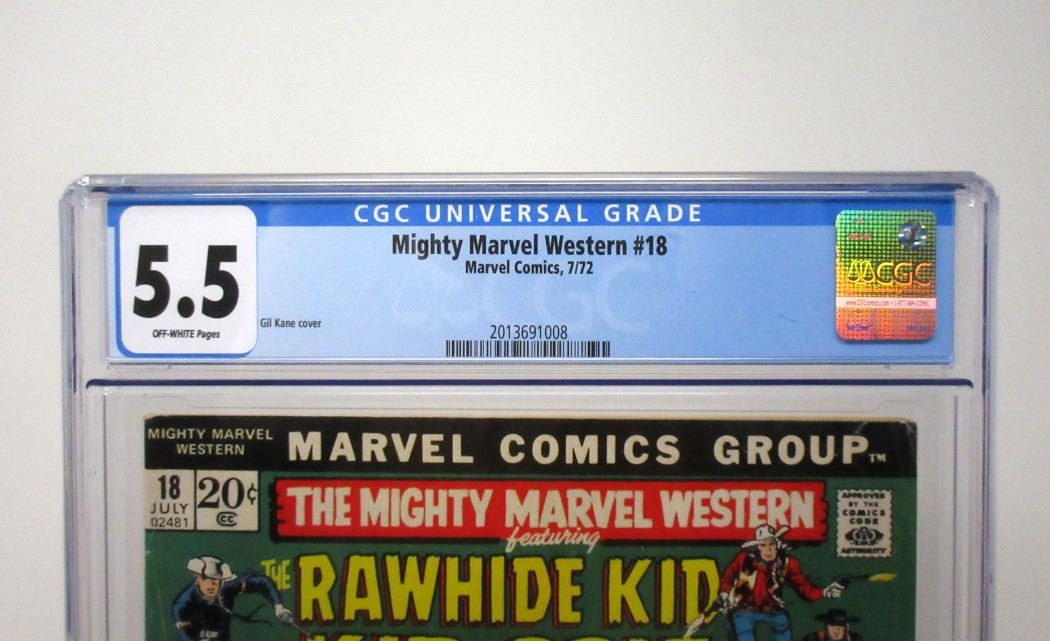 CGC UNIVERSAL GRADE
Mighty Marvel Western #18
Marvel Comics, 7/72
5.5
OFF-WHITE Pages
Gil Kane cover
2013691008
CGC
MIGHTY MARVEL
WESTERN
MARVEL COMICS GROUP™
18
JULY
02481
20¢
CC
THE MIGHTY MARVEL WESTERN
featuring
APPROVED
BY THE
COMICS
CODE
AUTHORITY
THE RAWHIDE KID